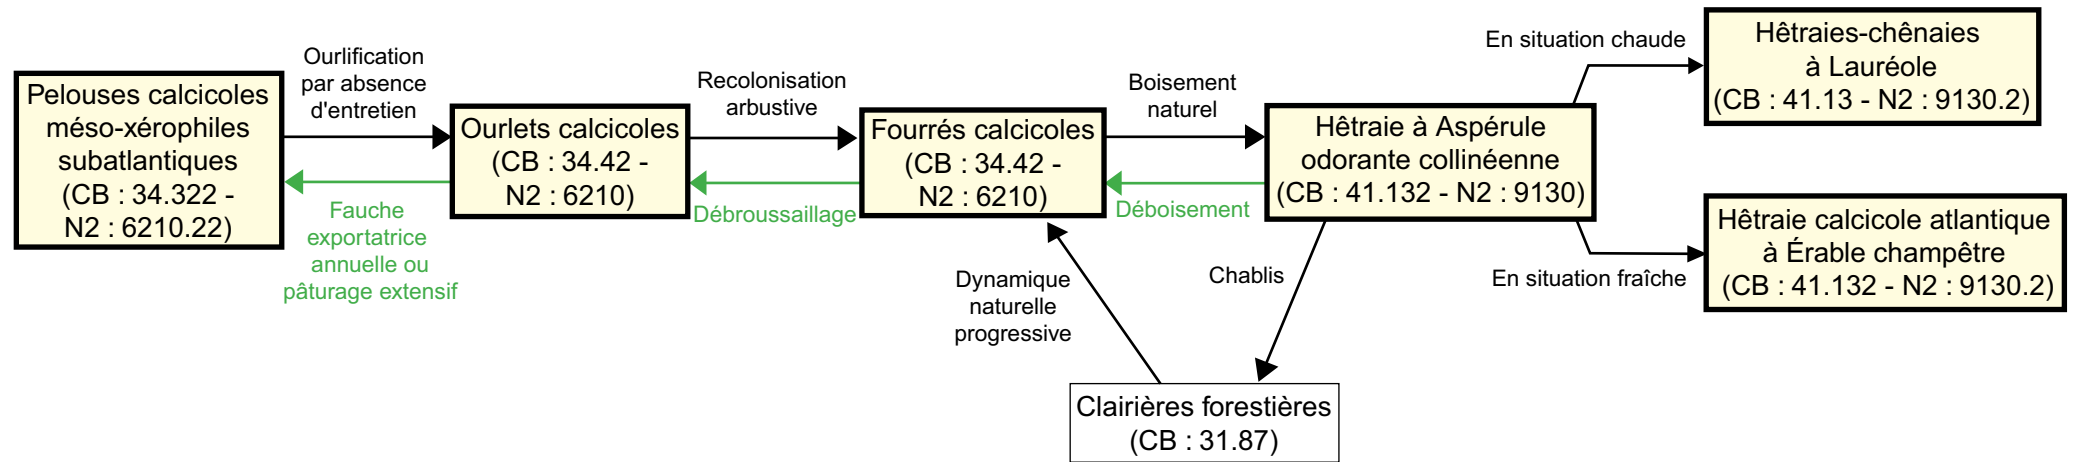 Pelouses calcicoles
méso-xérophiles
subatlantiques
(CB : 34.322 -
N2 : 6210.22)
Ourlification
par absence
d'entretien
Fauche
exportatrice
annuelle ou
pâturage extensif
Ourlets calcicoles
(CB : 34.42 -
N2 : 6210)
Recolonisation
arbustive
Débroussaillage
Fourrés calcicoles
(CB : 34.42 -
N2 : 6210)
Boisement
naturel
Déboisement
Hêtraie à Aspérule
odorante collinéenne
(CB : 41.132 - N2 : 9130)
En situation chaude
Hêtraies-chênaies
à Lauréole
(CB : 41.13 - N2 : 9130.2)
En situation fraîche
Hêtraie calcicole atlantique
à Érable champêtre
(CB : 41.132 - N2 : 9130.2)
Chablis
Dynamique
naturelle
progressive
Clairières forestières
(CB : 31.87)